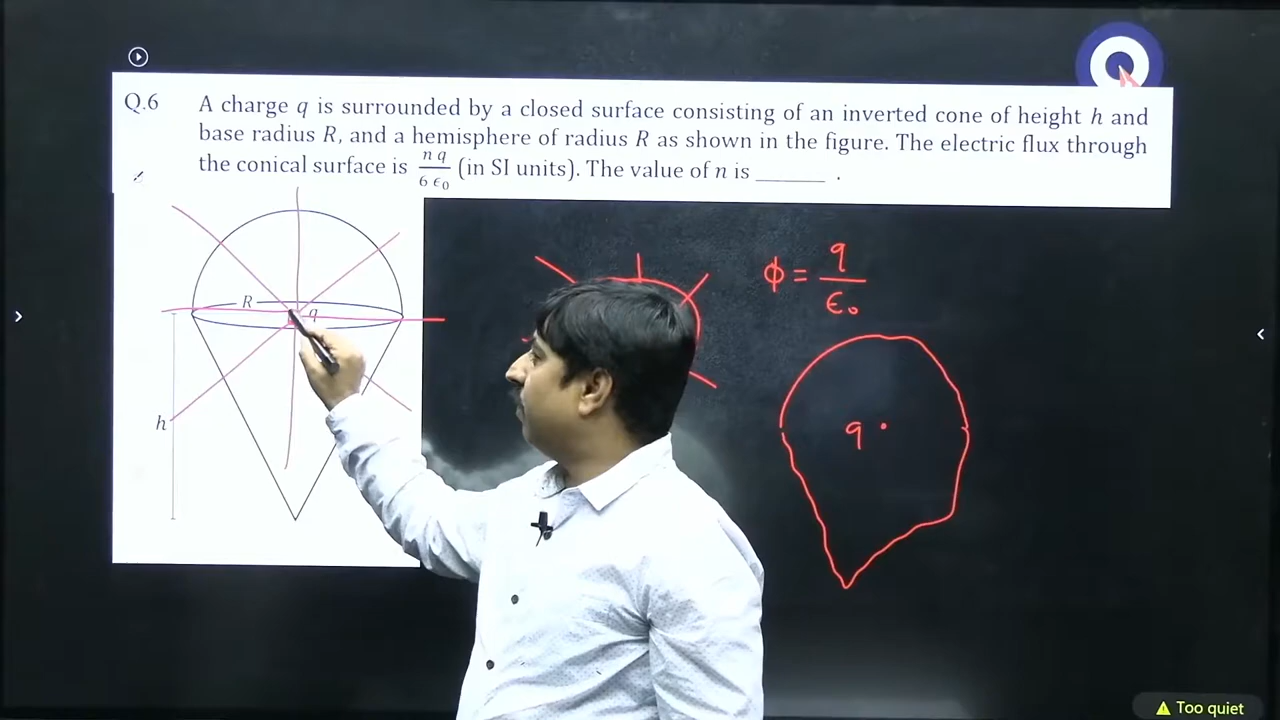 Q.6 A charge q is surrounded by a closed surface consisting of an inverted cone of height h and
base radius R, and a hemisphere of radius R as shown in the figure. The electric flux through
the conical surface is nq/6ϵ₀ (in SI units). The value of n is ______ .
R
q
h
ϕ = q/ϵ₀
q
Too quiet